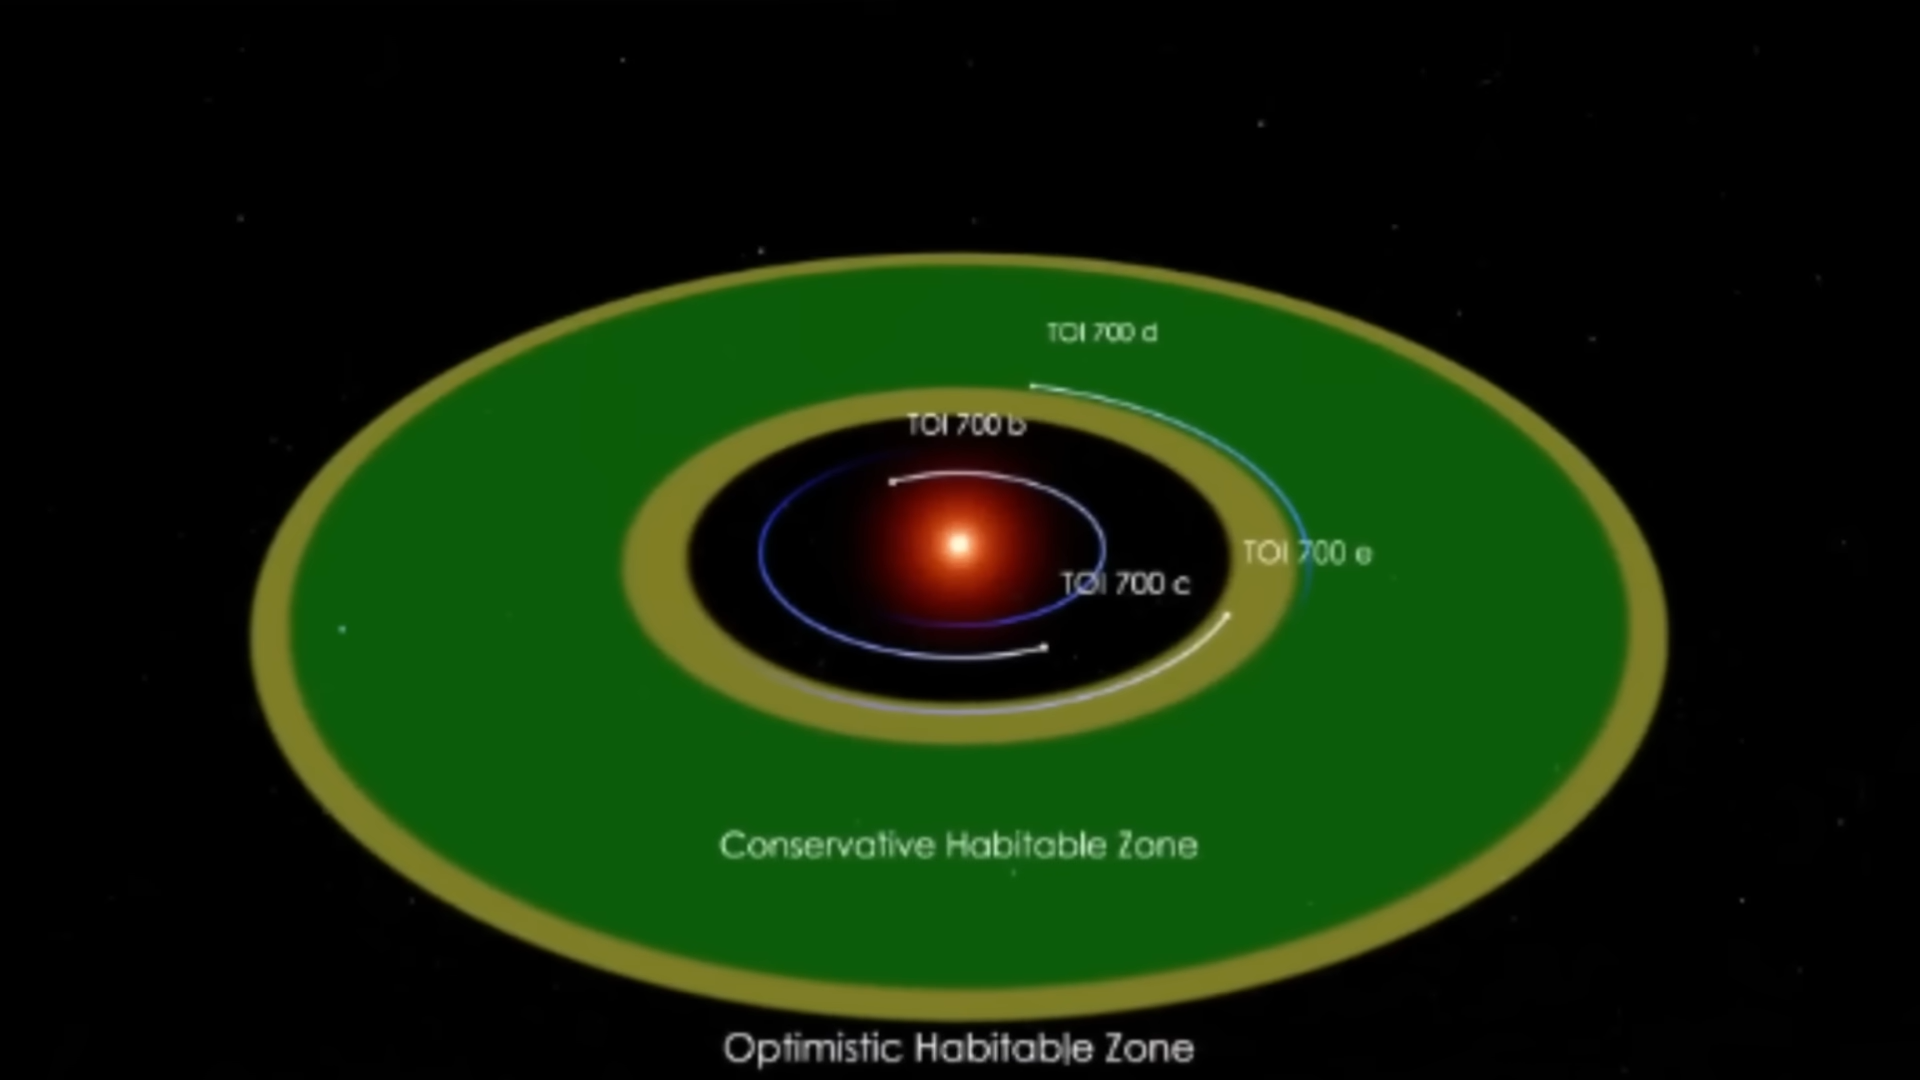 TOI 700 d
TOI 700 b
TOI 700 e
TOI 700 c
Conservative Habitable Zone
Optimistic Habitable Zone